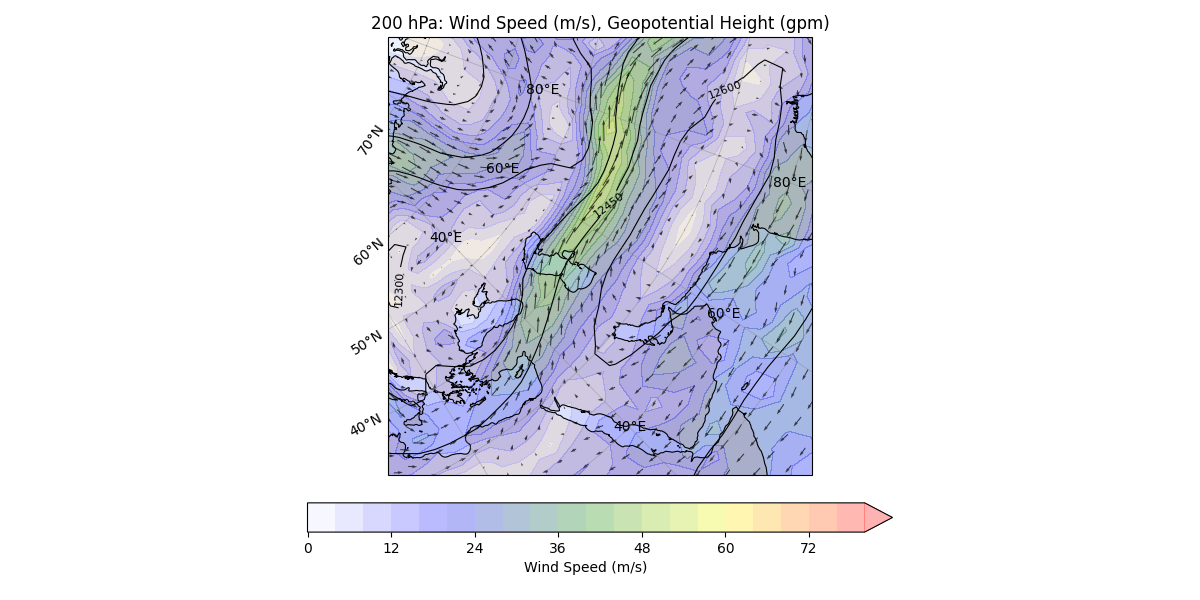 200 hPa: Wind Speed (m/s), Geopotential Height (gpm)
80°E
12600
70°N
60°E
80°E
12450
40°E
60°N
12300
60°E
50°N
40°N
40°E
0 12 24 36 48 60 72
Wind Speed (m/s)